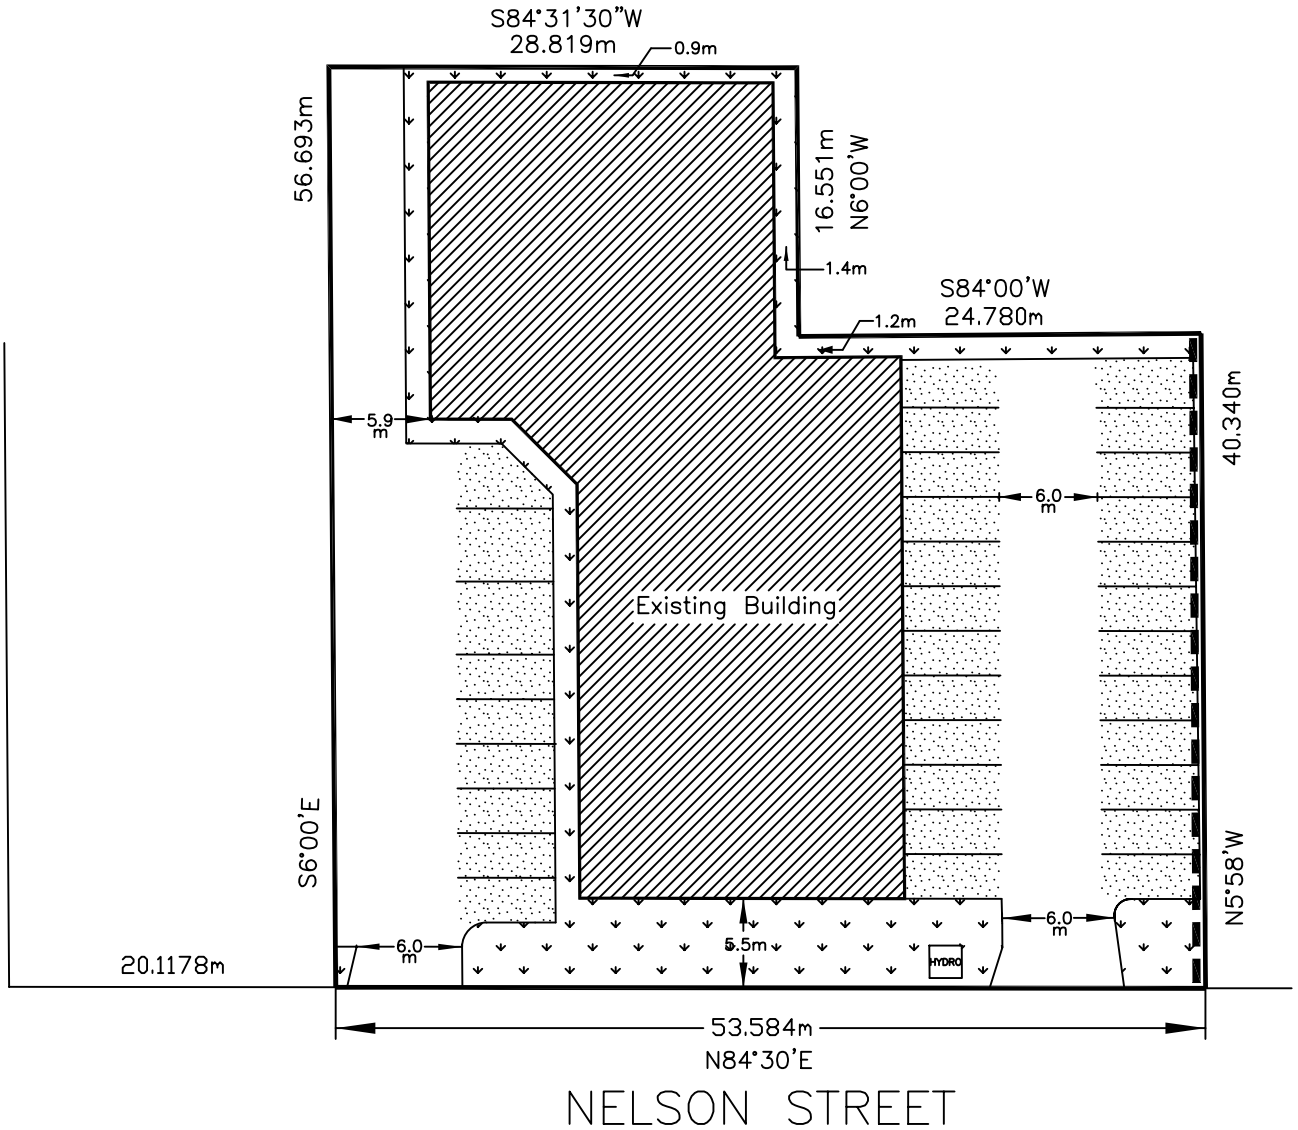 S84°31'30"W
28.819m
0.9m
56.693m
16.551m
N6°00'W
1.4m
S84°00'W
24.780m
1.2m
40.340m
5.9
m
6.0
m
Existing Building
S6°00'E
N5°58'W
20.1178m
6.0
m
5.5m
HYDRO
6.0
m
53.584m
N84°30'E
NELSON STREET